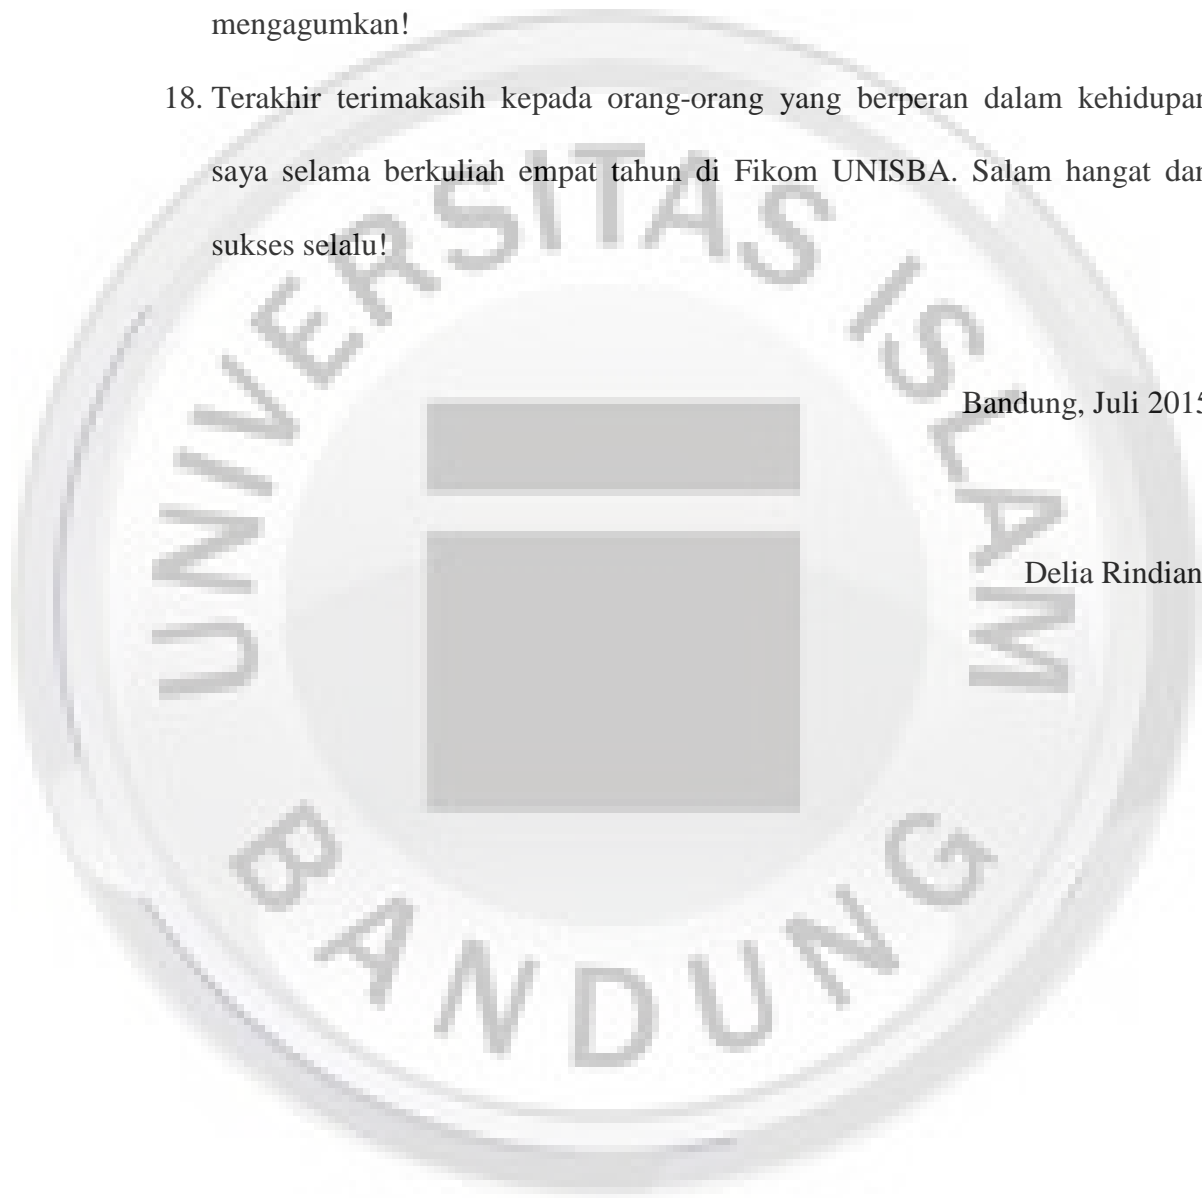 mengagumkan!
18. Terakhir terimakasih kepada orang-orang yang berperan dalam kehidupan
saya selama berkuliah empat tahun di Fikom UNISBA. Salam hangat dan
sukses selalu!
Bandung, Juli 2015
Delia Rindian
UNIVERSITAS ISLAM
BANDUNG